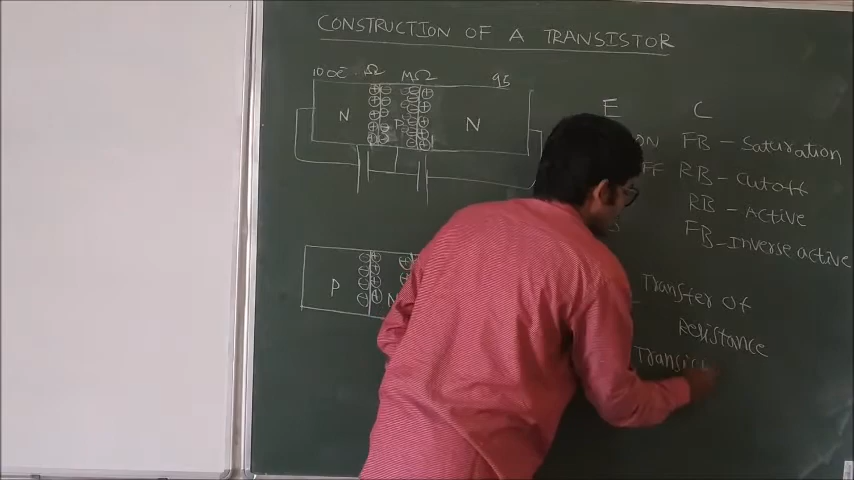 CONSTRUCTION OF A TRANSISTOR
100e⁻ Ω MΩ 95
N P N
E C
ON FB - Saturation
FF RB - Cutoff
RB - Active
FB - Inverse active
P N
Transfer of
Resistance
Transis